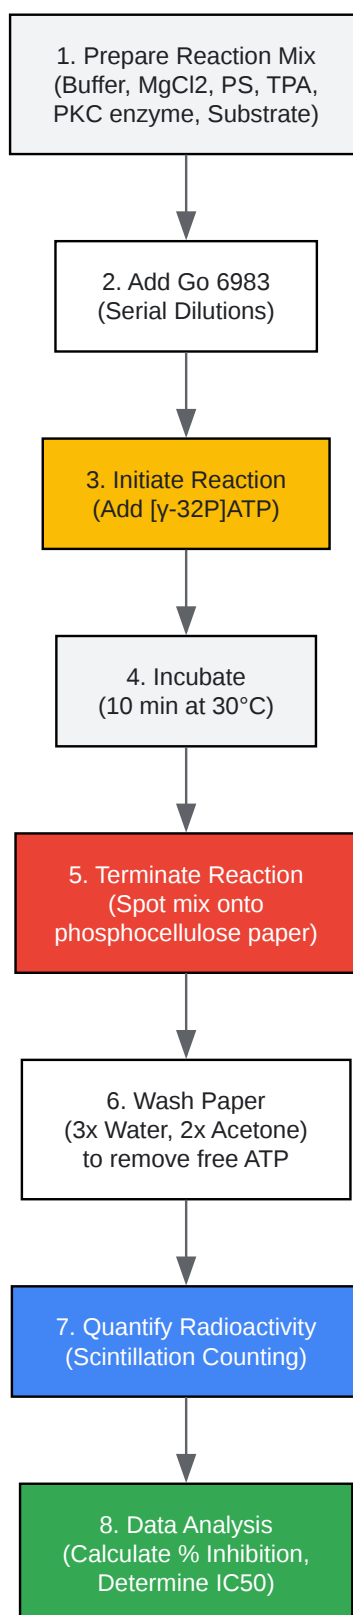 1. Prepare Reaction Mix
(Buffer, MgCl2, PS, TPA,
PKC enzyme, Substrate)
2. Add Go 6983
(Serial Dilutions)
3. Initiate Reaction
(Add [γ-32P]ATP)
4. Incubate
(10 min at 30°C)
5. Terminate Reaction
(Spot mix onto
phosphocellulose paper)
6. Wash Paper
(3x Water, 2x Acetone)
to remove free ATP
7. Quantify Radioactivity
(Scintillation Counting)
8. Data Analysis
(Calculate % Inhibition,
Determine IC50)